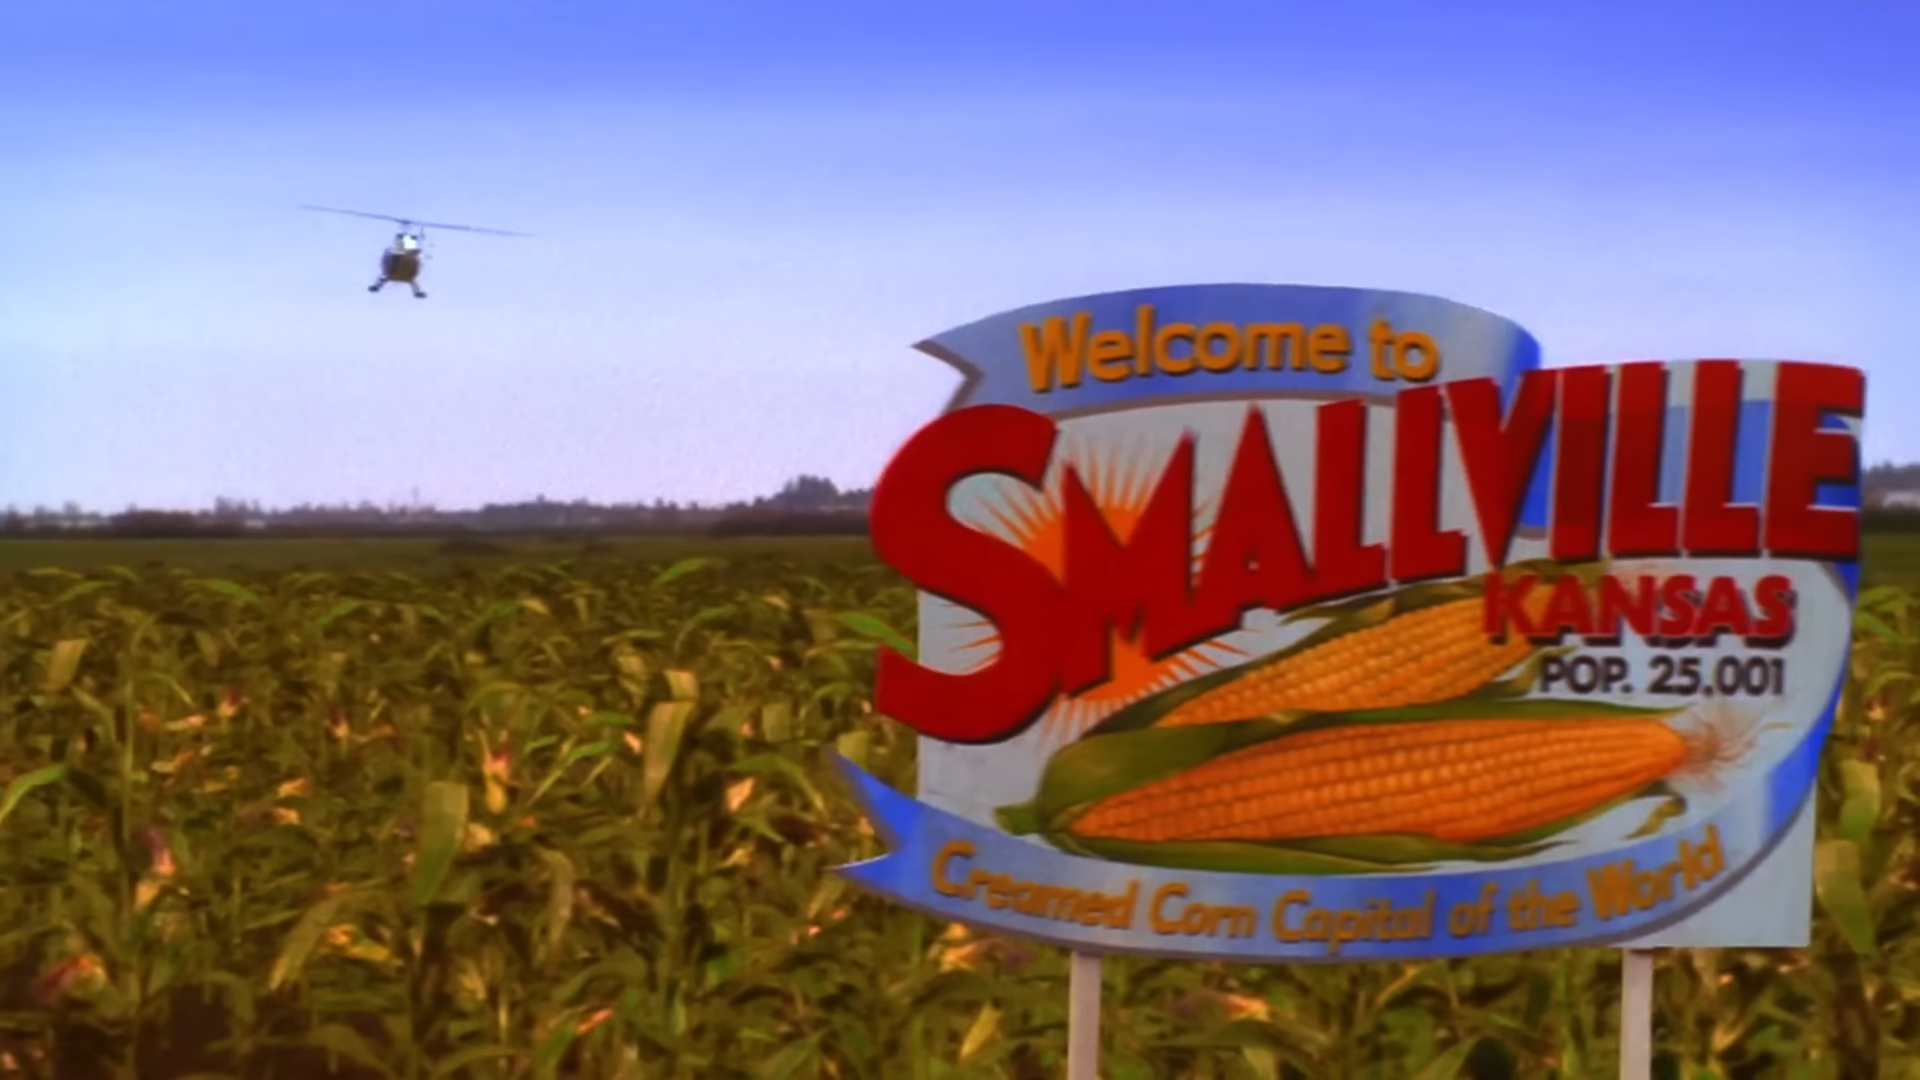 Welcome to
SMALLVILLE
KANSAS
POP. 25.001
Creamed Corn Capital of the World